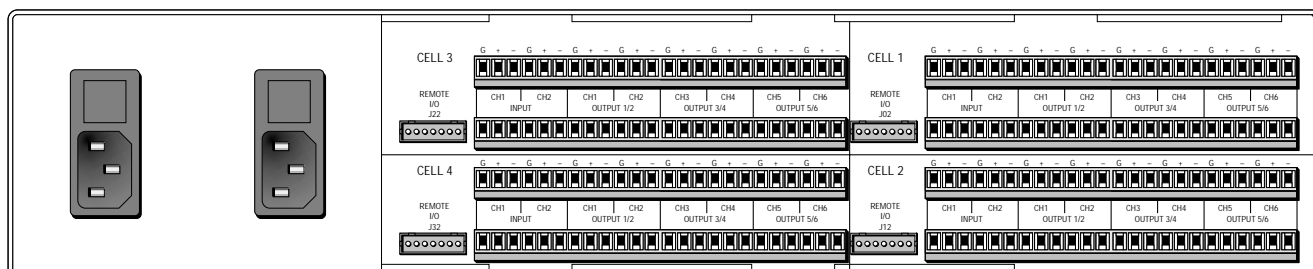 CELL 3
G + – G + – G + – G + – G + – G + – G + – G + –
REMOTE
I/O
J22
CH1 CH2 CH1 CH2 CH3 CH4 CH5 CH6
INPUT OUTPUT 1/2 OUTPUT 3/4 OUTPUT 5/6
CELL 1
G + – G + – G + – G + – G + – G + – G + – G + –
REMOTE
I/O
J02
CH1 CH2 CH1 CH2 CH3 CH4 CH5 CH6
INPUT OUTPUT 1/2 OUTPUT 3/4 OUTPUT 5/6
CELL 4
G + – G + – G + – G + – G + – G + – G + – G + –
REMOTE
I/O
J32
CH1 CH2 CH1 CH2 CH3 CH4 CH5 CH6
INPUT OUTPUT 1/2 OUTPUT 3/4 OUTPUT 5/6
CELL 2
G + – G + – G + – G + – G + – G + – G + – G + –
REMOTE
I/O
J12
CH1 CH2 CH1 CH2 CH3 CH4 CH5 CH6
INPUT OUTPUT 1/2 OUTPUT 3/4 OUTPUT 5/6